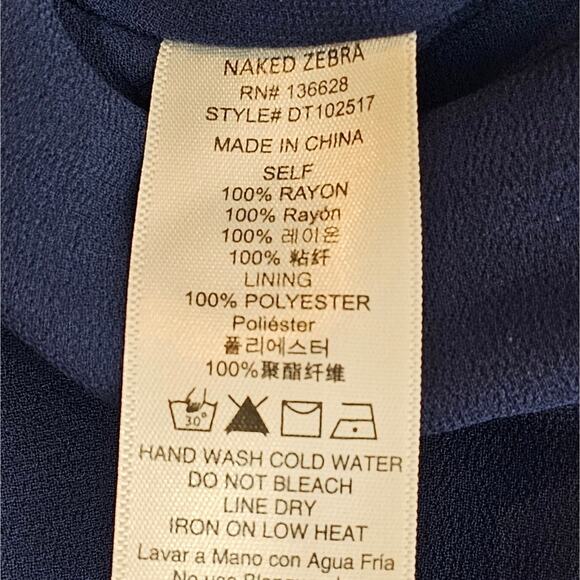 NAKED ZEBRA
RN# 136628
STYLE# DT102517
MADE IN CHINA
SELF
100% RAYON
100% Rayón
100% 레이온
100% 粘纤
LINING
100% POLYESTER
Poliéster
폴리에스터
100%聚酯纤维
30°
HAND WASH COLD WATER
DO NOT BLEACH
LINE DRY
IRON ON LOW HEAT
Lavar a Mano con Agua Fría
No use